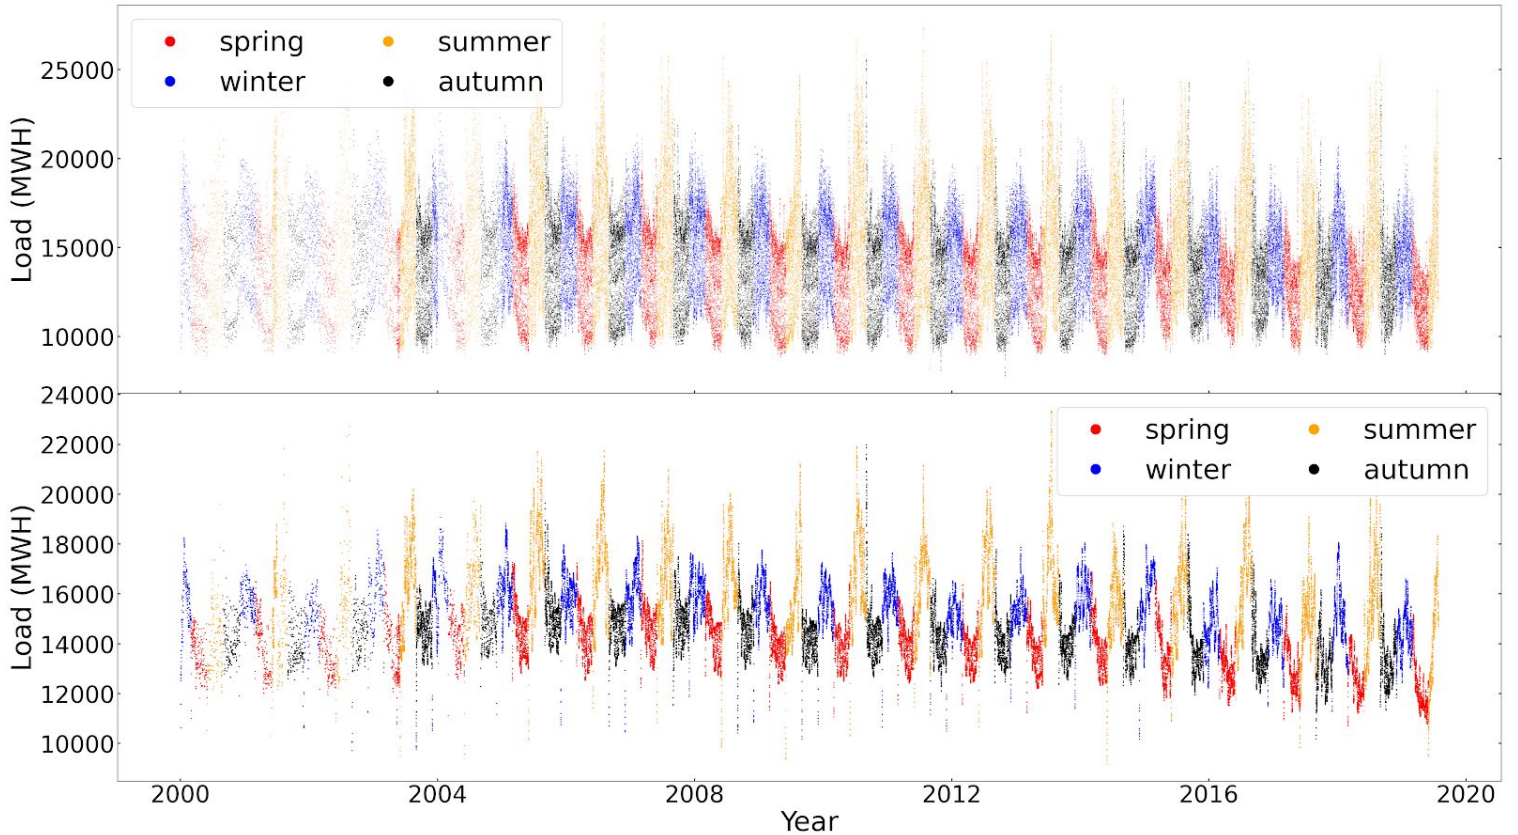 spring summer
winter autumn
25000
20000
15000
10000
Load (MWH)
24000
22000
20000
18000
16000
14000
12000
10000
Load (MWH)
spring summer
winter autumn
2000 2004 2008 2012 2016 2020
Year